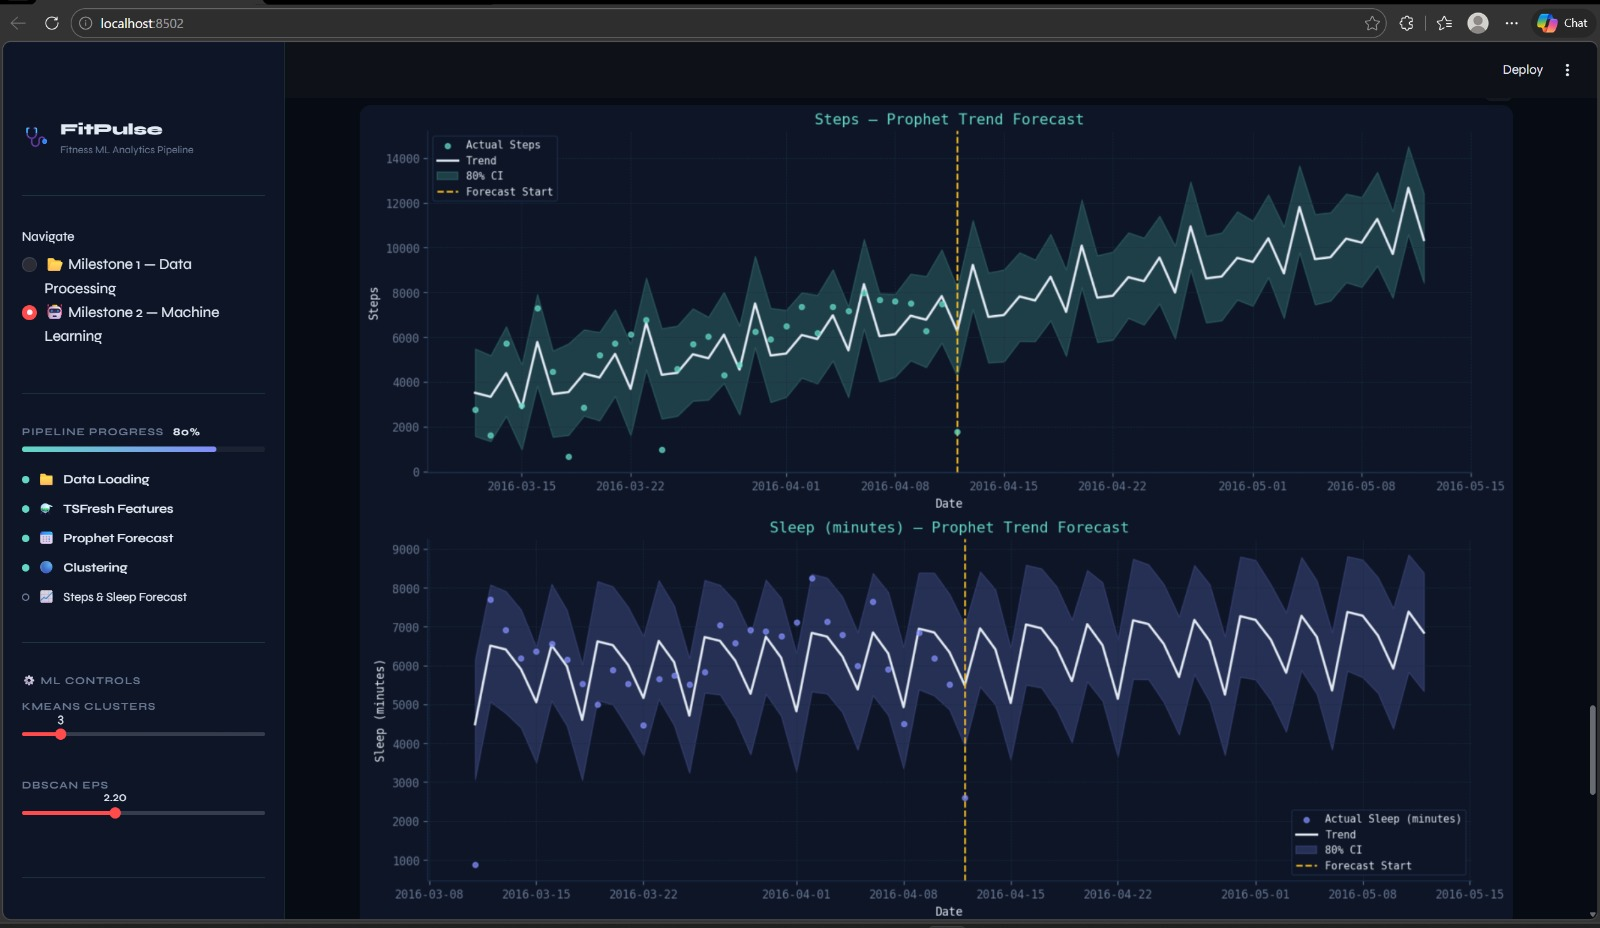 localhost:8502
Chat
Deploy
FitPulse
Fitness ML Analytics Pipeline
Navigate
Milestone 1 — Data
Processing
Milestone 2 — Machine
Learning
PIPELINE PROGRESS 80%
Data Loading
TSFresh Features
Prophet Forecast
Clustering
Steps & Sleep Forecast
ML CONTROLS
KMEANS CLUSTERS
3
DBSCAN EPS
2.20
Steps — Prophet Trend Forecast
Actual Steps
Trend
80% CI
Forecast Start
14000
12000
10000
8000
6000
4000
2000
0
Steps
2016-03-15 2016-03-22 2016-04-01 2016-04-08 2016-04-15 2016-04-22 2016-05-01 2016-05-08 2016-05-15
Date
Sleep (minutes) — Prophet Trend Forecast
9000
8000
7000
6000
5000
4000
3000
2000
1000
Sleep (minutes)
Actual Sleep (minutes)
Trend
80% CI
Forecast Start
2016-03-08 2016-03-15 2016-03-22 2016-04-01 2016-04-08 2016-04-15 2016-04-22 2016-05-01 2016-05-08 2016-05-15
Date